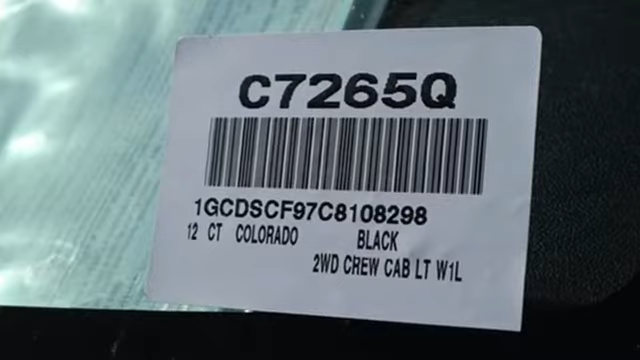 C7265Q
1GCDSCF97C8108298
12 CT COLORADO BLACK
2WD CREW CAB LT W1L